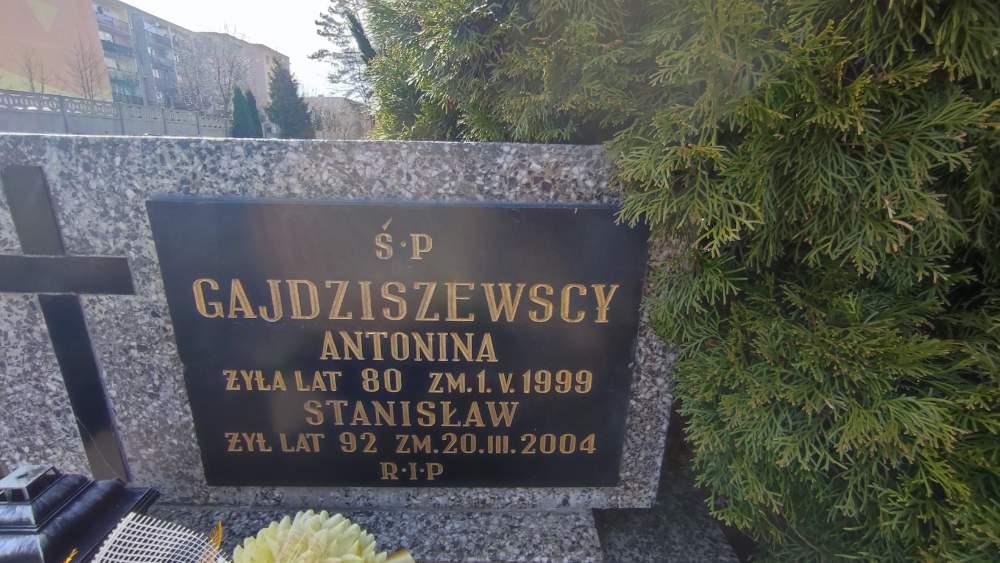 Ś·P
GAJDZISZEWSCY
ANTONINA
ŻYŁA LAT 80 ZM. 1. V. 1999
STANISŁAW
ŻYŁ LAT 92 ZM. 20. III. 2004
R·I·P